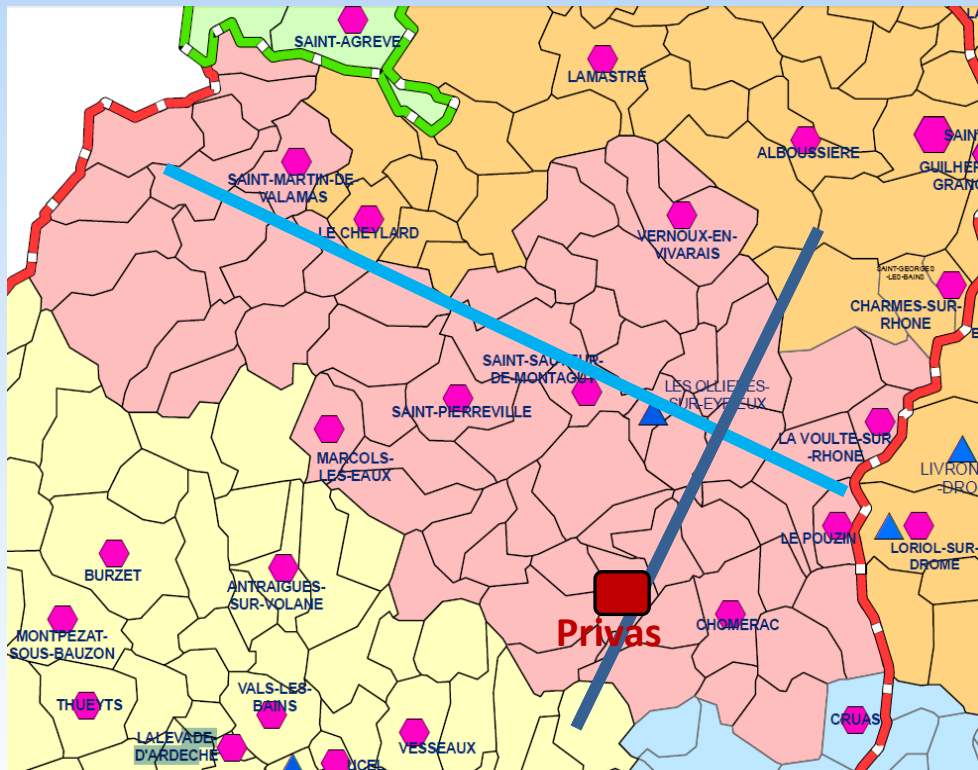 SAINT-AGREVE
LAMASTRE
ALBOUSSIERE
SAINT-MARTIN-DE-
VALAMAS
LE CHEYLARD
VERNOUX-EN-
VIVARAIS
GUILHER
GRANG
SAINT-GEORGES
-LES-BAINS
CHARMES-SUR-
RHONE
SAINT-SAUVEUR-
DE-MONTAGUT
SAINT-PIERREVILLE
LES OLLIERES-
SUR-EYRIEUX
MARCOLS-
LES-EAUX
LA VOULTE-SUR
-RHONE
LIVRON
-DRO
LE POUZIN
LORIOL-SUR-
DROME
BURZET
ANTRAIGUES-
SUR-VOLANE
MONTPEZAT-
SOUS-BAUZON
Privas
CHOMERAC
THUEYTS
VALS-LES-
BAINS
LALEVADE-
D'ARDECHE
UCEL
VESSEAUX
CRUAS